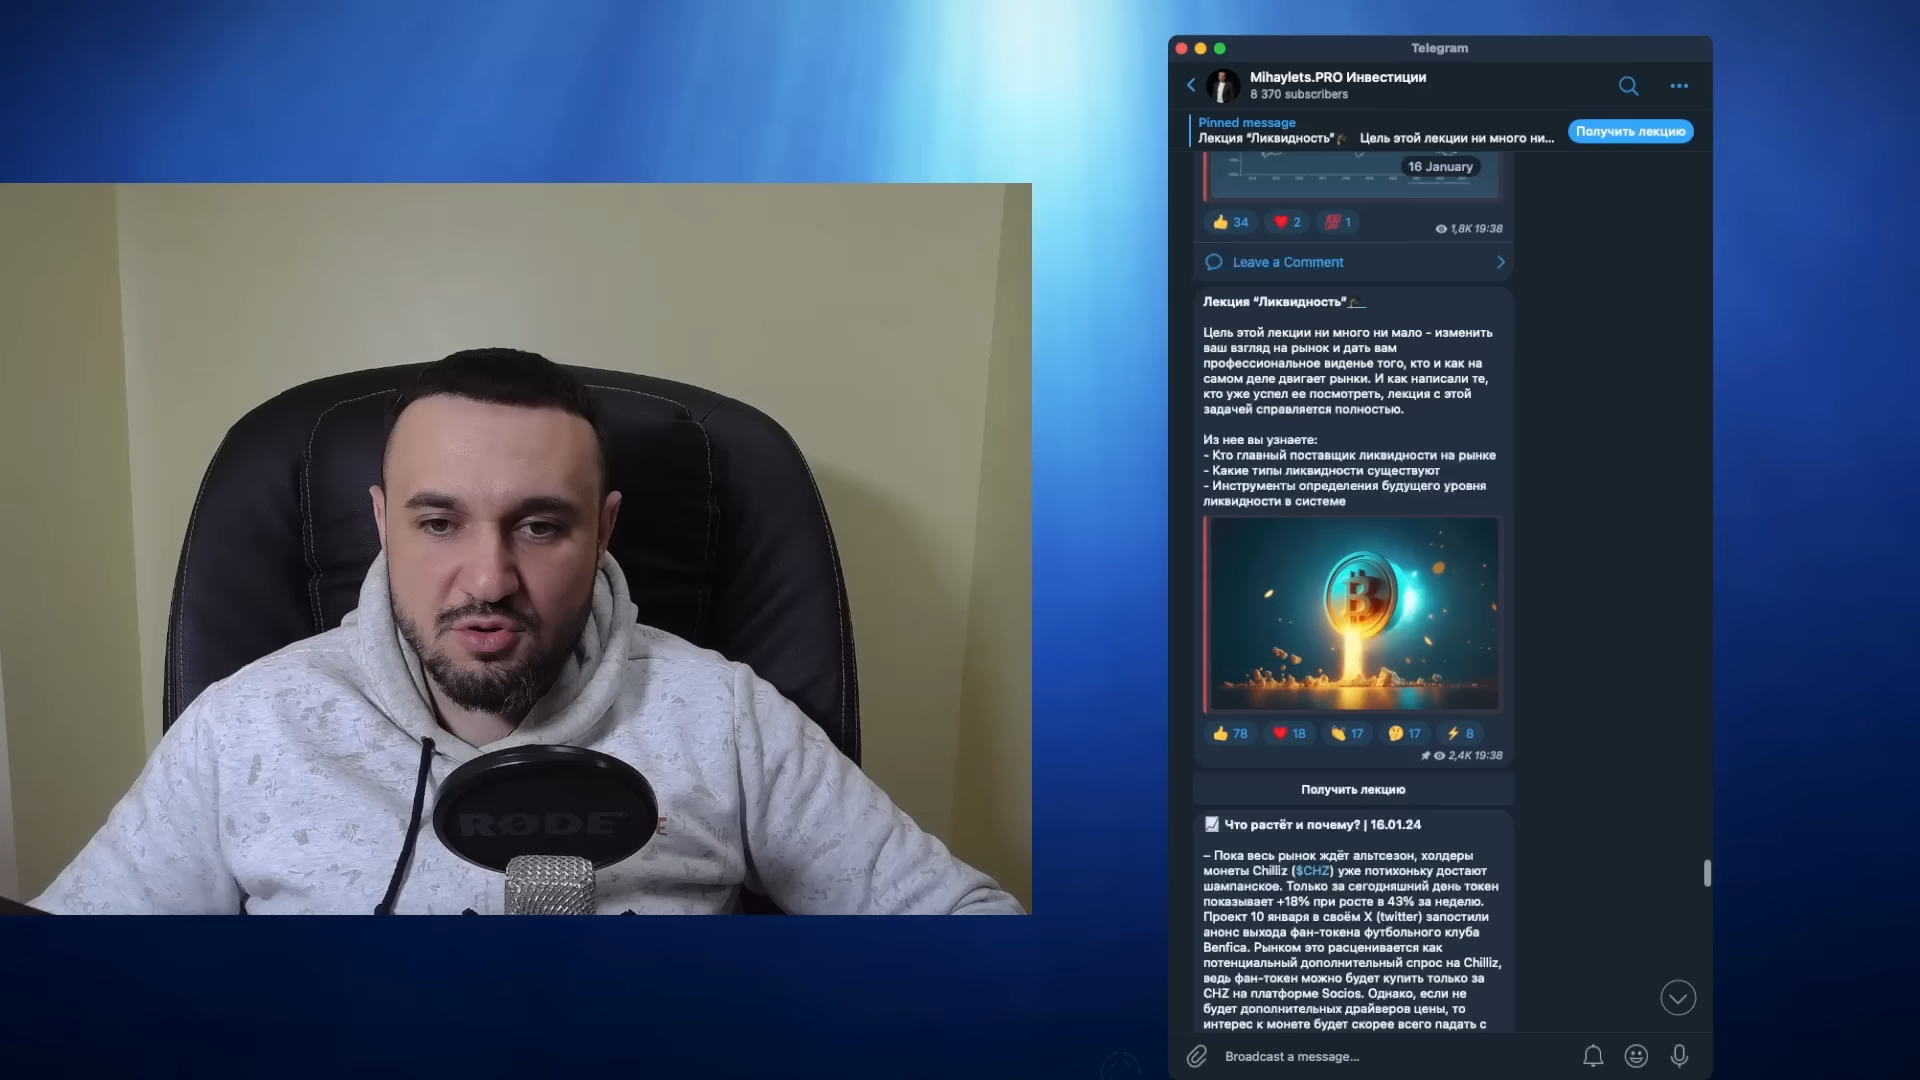 Telegram
Mihaylets.PRO Инвестиции
8 370 subscribers
Pinned message
Лекция “Ликвидность”🎓 Цель этой лекции ни много ни...
Получить лекцию
16 January
👍 34 ❤️ 2 💯 1
1,8K 19:38
Leave a Comment
Лекция “Ликвидность”🎓
Цель этой лекции ни много ни мало - изменить
ваш взгляд на рынок и дать вам
профессиональное виденье того, кто и как на
самом деле двигает рынки. И как написали те,
кто уже успел ее посмотреть, лекция с этой
задачей справляется полностью.
Из нее вы узнаете:
- Кто главный поставщик ликвидности на рынке
- Какие типы ликвидности существуют
- Инструменты определения будущего уровня
ликвидности в системе
👍 78 ❤️ 18 👏 17 🤔 17 ⚡ 8
2,4K 19:38
Получить лекцию
📈 Что растёт и почему? | 16.01.24
– Пока весь рынок ждёт альтсезон, холдеры
монеты Chilliz ($CHZ) уже потихоньку достают
шампанское. Только за сегодняшний день токен
показывает +18% при росте в 43% за неделю.
Проект 10 января в своём X (twitter) запостили
анонс выхода фан-токена футбольного клуба
Benfica. Рынком это расценивается как
потенциальный дополнительный спрос на Chilliz,
ведь фан-токен можно будет купить только за
CHZ на платформе Socios. Однако, если не
будет дополнительных драйверов цены, то
интерес к монете будет скорее всего падать с
Broadcast a message...
RØDE